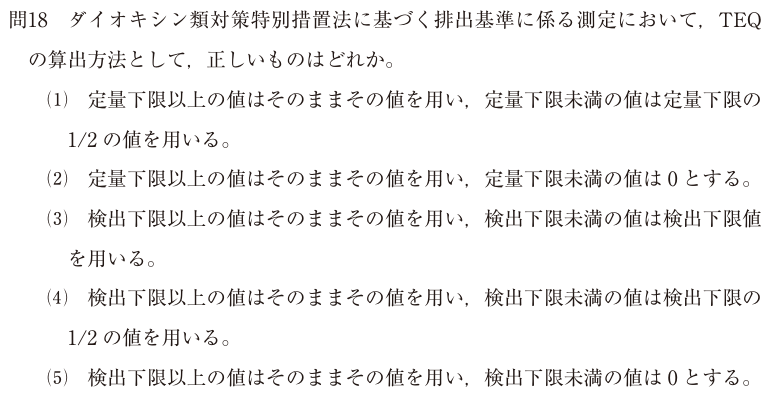 問18 ダイオキシン類対策特別措置法に基づく排出基準に係る測定において，TEQ
の算出方法として，正しいものはどれか。
⑴ 定量下限以上の値はそのままその値を用い，定量下限未満の値は定量下限の
1/2 の値を用いる。
⑵ 定量下限以上の値はそのままその値を用い，定量下限未満の値は 0 とする。
⑶ 検出下限以上の値はそのままその値を用い，検出下限未満の値は検出下限値
を用いる。
⑷ 検出下限以上の値はそのままその値を用い，検出下限未満の値は検出下限の
1/2 の値を用いる。
⑸ 検出下限以上の値はそのままその値を用い，検出下限未満の値は 0 とする。